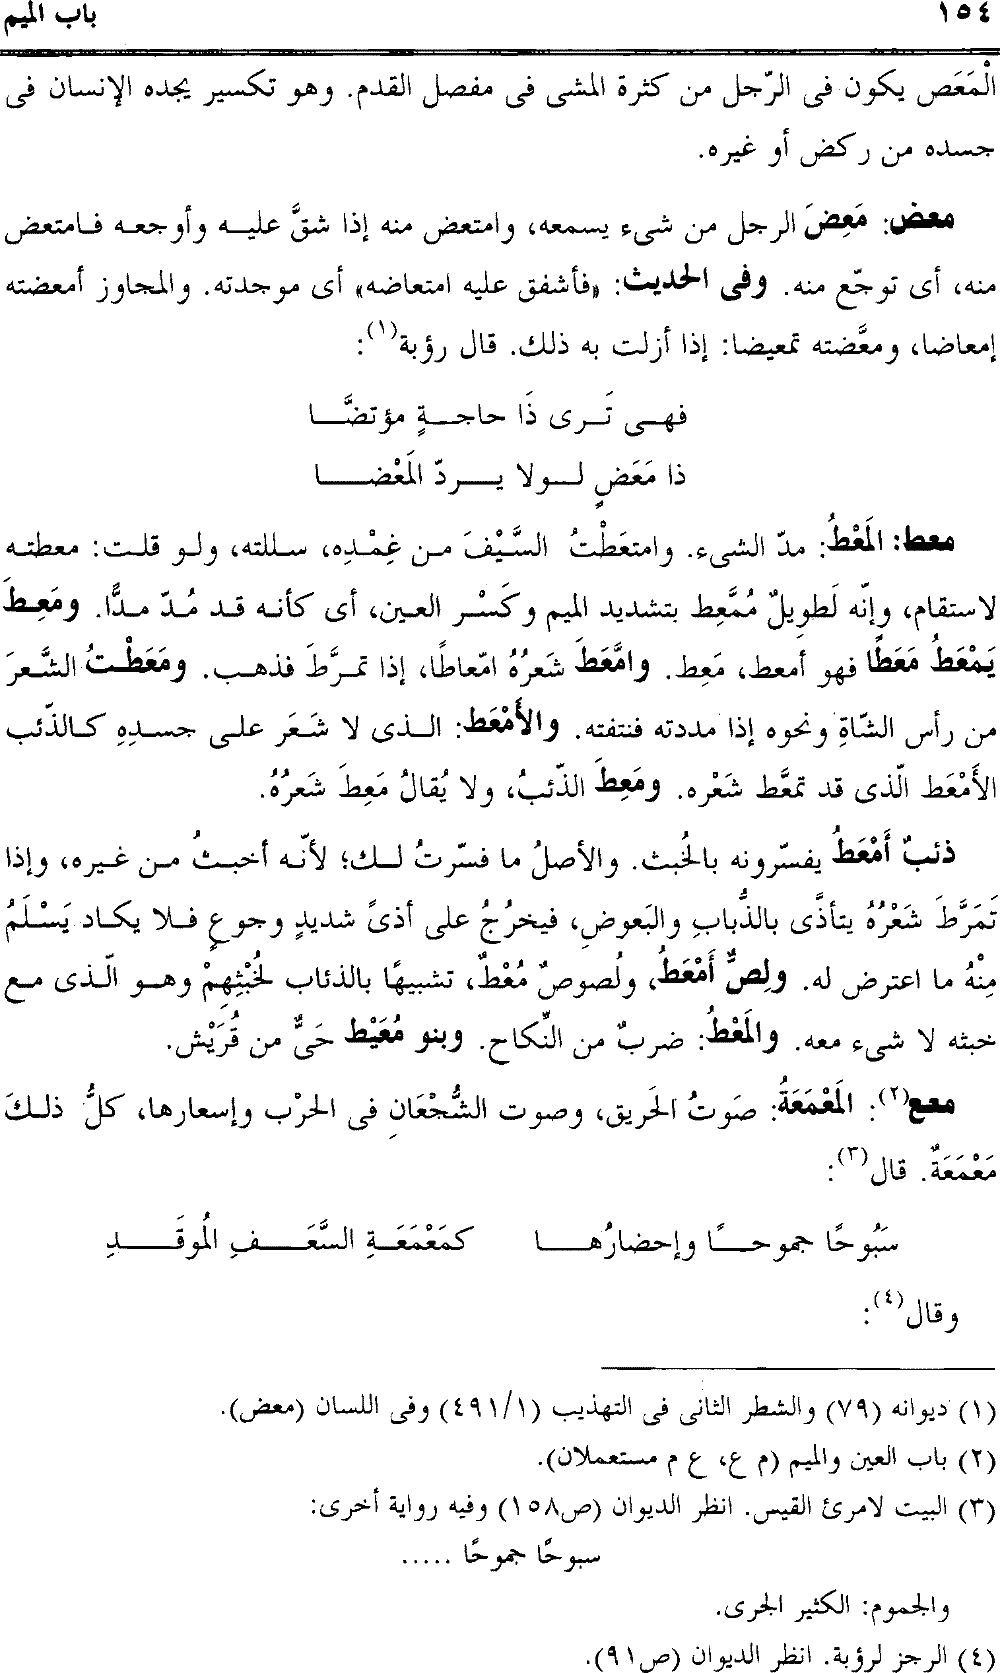 ١٥٤ باب الميم
الْمَعَص يكون فى الرّجل من كثرة المشى فى مفصل القدم. وهو تكسير يجده الإنسان فى
جسده من ركض أو غيره.
معض: مَعِضَ الرجل من شىء يسمعه، وامتعض منه إذا شقَّ عليه وأوجعه فامتعض
منه، أى توجّع منه. وفى الحديث: «فأشفق عليه امتعاضه» أى موجدته. والمجاوز أمعضته
إمعاضا، ومعَّضته تمعيضا: إذا أزلت به ذلك. قال رؤبة(١):
فهى تَرى ذَا حاجةٍ مؤتضَّا
ذا مَعَضٍ لولا يردّ المَعْضا
معط: المَعْطُ: مدّ الشىء. وامتعَطْتُ السَّيْفَ من غِمْدِه، سللته، ولو قلت: معطته
لاستقام، وإنّه لَطويلٌ مُمَّعِط بتشديد الميم وكَسْر العين، أى كأنه قد مُدّ مدًّا. ومَعِطَ
يَمْعَطُ مَعَطًا فهو أمعط، مَعِط. وامَّعَطَ شَعرُهُ امّعاطًا، إذا تمرَّطَ فذهب. ومَعَطْتُ الشَّعرَ
من رأس الشّاةِ ونحوه إذا مددته فنتفته. والأَمْعَط: الذى لا شَعَر على جسدِهِ كالذّئب
الأَمْعَط الّذى قد تمعَّط شَعْره. ومَعِطَ الذّئبُ، ولا يُقالُ مَعِطَ شَعرُهُ.
ذئبٌ أَمْعَطُ يفسّرونه بالخُبث. والأصلُ ما فسّرتُ لك؛ لأنّه أخبثُ من غيره، وإذا
تَمَرَّطَ شَعْرُهُ يتأذَّى بالذُّبابِ والبَعوضِ، فيخرُجُ على أذىً شديدٍ وجوعٍ فلا يكاد يَسْلَمُ
مِنْهُ ما اعترض له. ولِصٌّ أَمْعَطُ، ولُصوصٌ مُعْطٌ، تشبيهًا بالذئاب لخُبْثِهِمْ وهو الّذى مع
خبثه لا شىء معه. والمَعْطُ: ضربٌ من النّكاح. وبنو مُعَيْط حَىٌّ من قُرَيْش.
معع(٢): المَعْمَعَةُ: صَوتُ الحَريق، وصوت الشُّجْعَانِ فى الحَرْب وإسعارها، كلُّ ذلكَ
مَعْمَعَةٌ. قال(٣):
سَبُوحًا جموحًا وإحضارُها كمَعْمَعَةِ السَّعَفِ المُوقَدِ
وقال(٤):
(١) ديوانه (٧٩) والشطر الثانى فى التهذيب (٤٩١/١) وفى اللسان (معض).
(٢) باب العين والميم (م ع، ع م مستعملان).
(٣) البيت لامرئ القيس. انظر الديوان (ص١٥٨) وفيه رواية أخرى:
سبوحًا جموحًا .....
والجموم: الكثير الجرى.
(٤) الرجز لرؤبة. انظر الديوان (ص٩١).